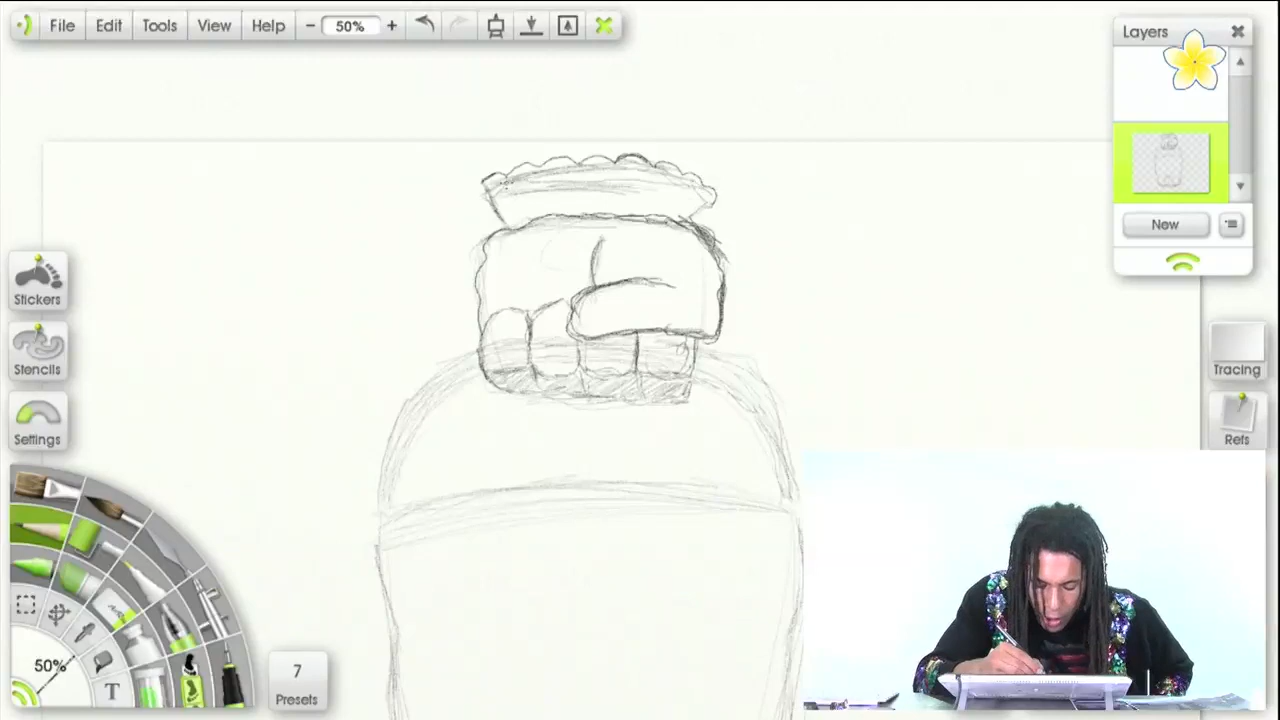 File Edit Tools View Help − 50% +
Layers
New
Stickers
Stencils
Settings
Tracing
Refs
50%
T
7
Presets